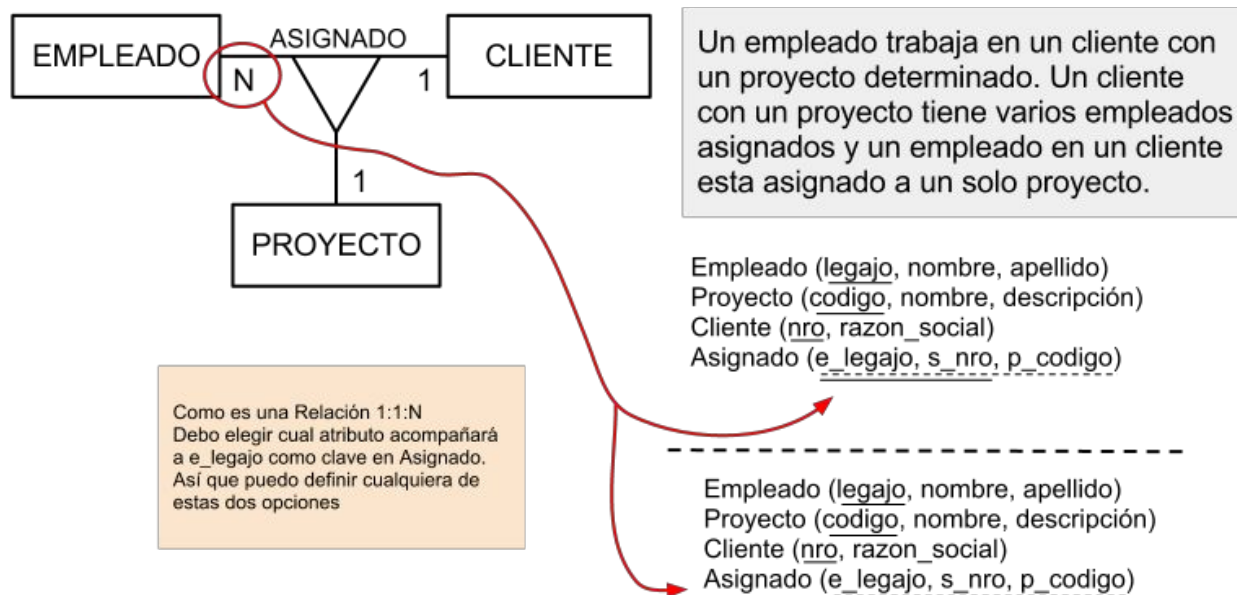 EMPLEADO
ASIGNADO
CLIENTE
N
1
1
PROYECTO
Un empleado trabaja en un cliente con
un proyecto determinado. Un cliente
con un proyecto tiene varios empleados
asignados y un empleado en un cliente
esta asignado a un solo proyecto.
Empleado (legajo, nombre, apellido)
Proyecto (codigo, nombre, descripción)
Cliente (nro, razon_social)
Asignado (e_legajo, s_nro, p_codigo)
Como es una Relación 1:1:N
Debo elegir cual atributo acompañará
a e_legajo como clave en Asignado.
Así que puedo definir cualquiera de
estas dos opciones
Empleado (legajo, nombre, apellido)
Proyecto (codigo, nombre, descripción)
Cliente (nro, razon_social)
Asignado (e_legajo, s_nro, p_codigo)